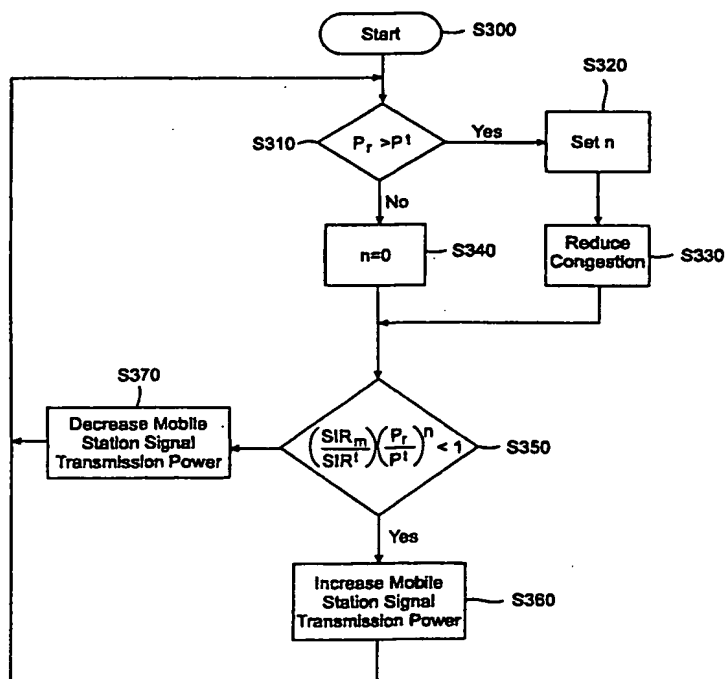 Start
S300
S310
P_r >P^t
Yes
S320
Set n
No
n=0
S340
Reduce
Congestion
S330
S370
Decrease Mobile
Station Signal
Transmission Power
(SIR_m/SIR^t)(P_r/P^t)^n < 1
S350
Yes
Increase Mobile
Station Signal
Transmission Power
S360